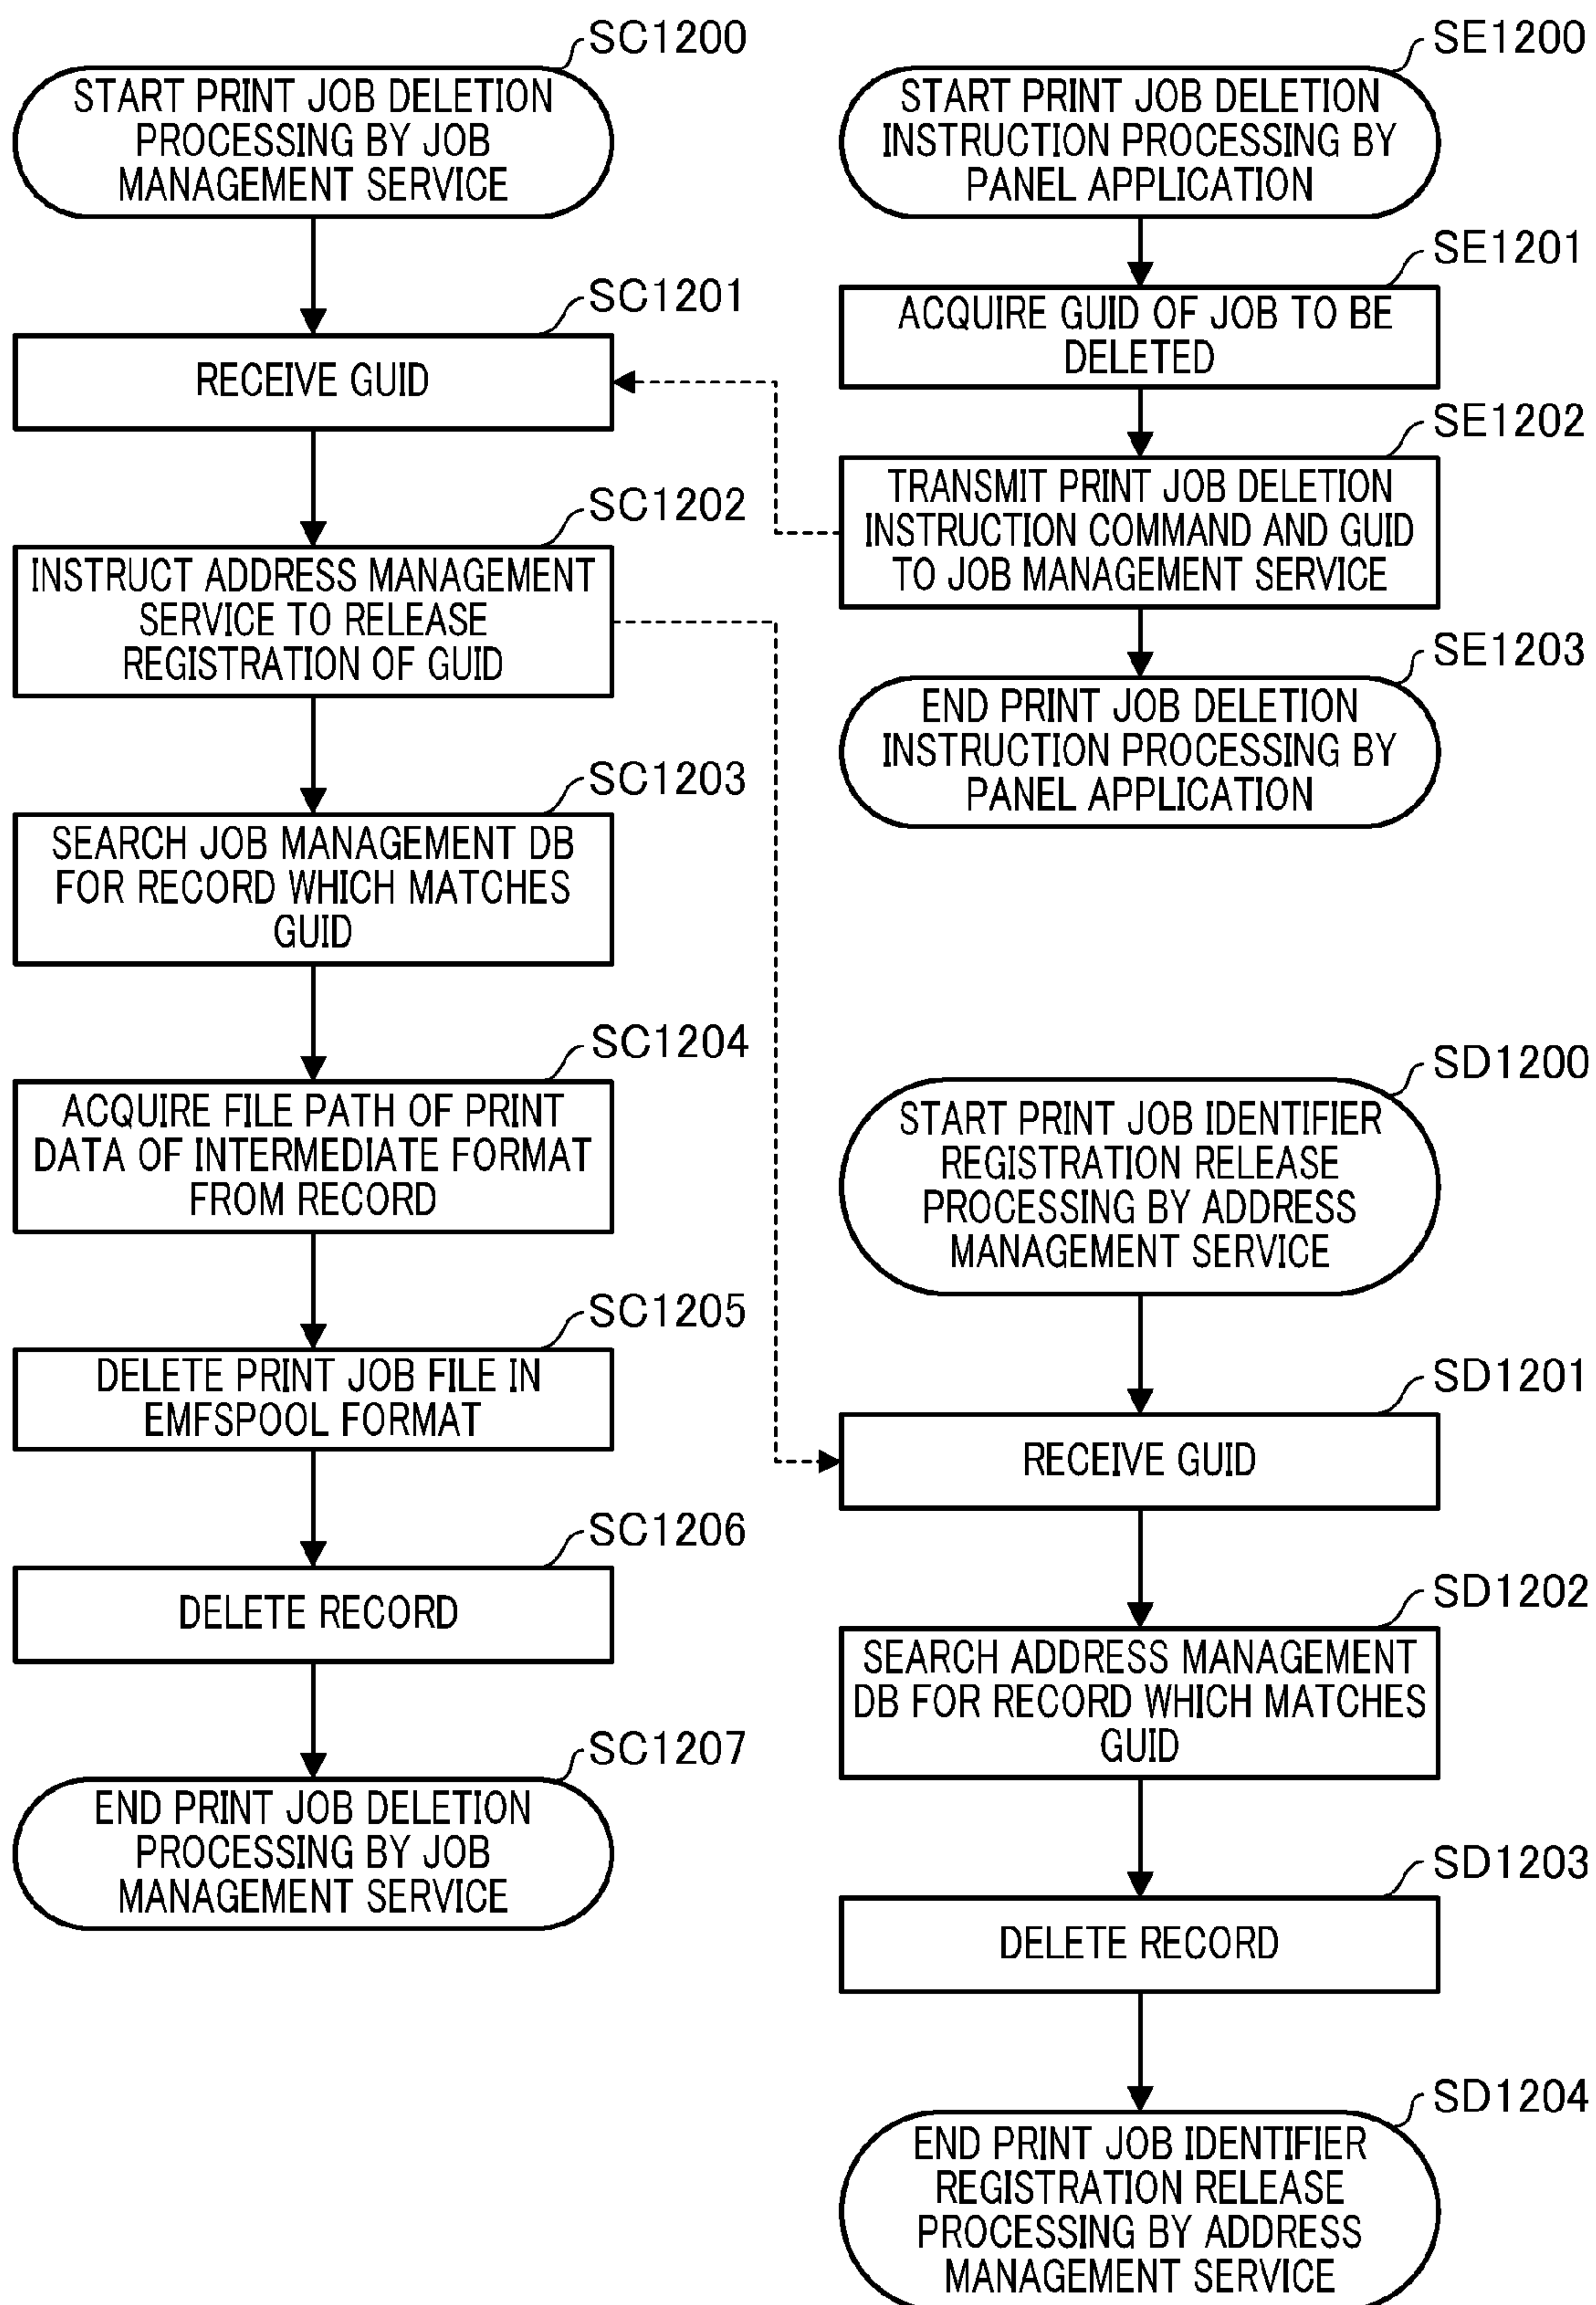 SC1200
START PRINT JOB DELETION
PROCESSING BY JOB
MANAGEMENT SERVICE
SC1201
RECEIVE GUID
SC1202
INSTRUCT ADDRESS MANAGEMENT
SERVICE TO RELEASE
REGISTRATION OF GUID
SC1203
SEARCH JOB MANAGEMENT DB
FOR RECORD WHICH MATCHES
GUID
SC1204
ACQUIRE FILE PATH OF PRINT
DATA OF INTERMEDIATE FORMAT
FROM RECORD
SC1205
DELETE PRINT JOB FILE IN
EMFSPOOL FORMAT
SC1206
DELETE RECORD
SC1207
END PRINT JOB DELETION
PROCESSING BY JOB
MANAGEMENT SERVICE
SE1200
START PRINT JOB DELETION
INSTRUCTION PROCESSING BY
PANEL APPLICATION
SE1201
ACQUIRE GUID OF JOB TO BE
DELETED
SE1202
TRANSMIT PRINT JOB DELETION
INSTRUCTION COMMAND AND GUID
TO JOB MANAGEMENT SERVICE
SE1203
END PRINT JOB DELETION
INSTRUCTION PROCESSING BY
PANEL APPLICATION
SD1200
START PRINT JOB IDENTIFIER
REGISTRATION RELEASE
PROCESSING BY ADDRESS
MANAGEMENT SERVICE
SD1201
RECEIVE GUID
SD1202
SEARCH ADDRESS MANAGEMENT
DB FOR RECORD WHICH MATCHES
GUID
SD1203
DELETE RECORD
SD1204
END PRINT JOB IDENTIFIER
REGISTRATION RELEASE
PROCESSING BY ADDRESS
MANAGEMENT SERVICE